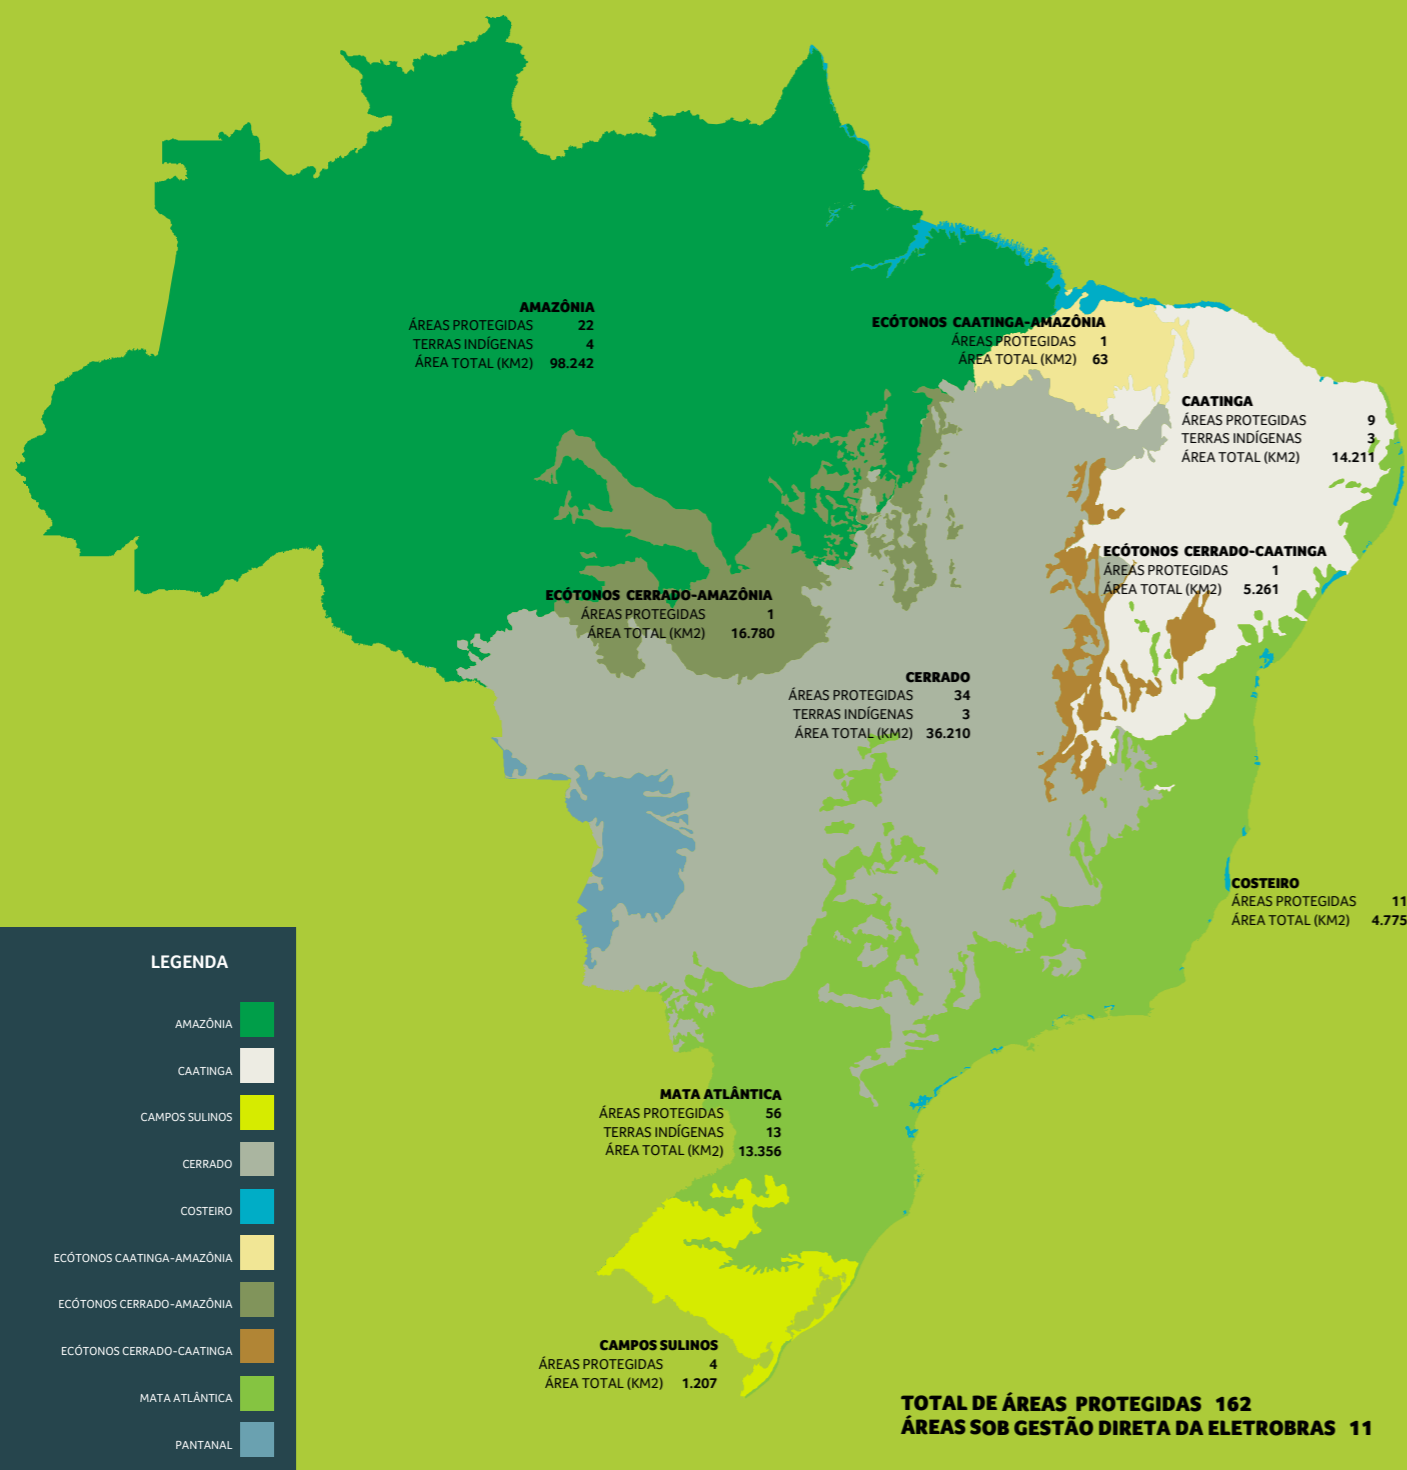 AMAZÔNIA
ÁREAS PROTEGIDAS 22
TERRAS INDÍGENAS 4
ÁREA TOTAL (KM2) 98.242
ECÓTONOS CAATINGA-AMAZÔNIA
ÁREAS PROTEGIDAS 1
ÁREA TOTAL (KM2) 63
CAATINGA
ÁREAS PROTEGIDAS 9
TERRAS INDÍGENAS 3
ÁREA TOTAL (KM2) 14.211
ECÓTONOS CERRADO-CAATINGA
ÁREAS PROTEGIDAS 1
ÁREA TOTAL (KM2) 5.261
ECÓTONOS CERRADO-AMAZÔNIA
ÁREAS PROTEGIDAS 1
ÁREA TOTAL (KM2) 16.780
CERRADO
ÁREAS PROTEGIDAS 34
TERRAS INDÍGENAS 3
ÁREA TOTAL (KM2) 36.210
COSTEIRO
ÁREAS PROTEGIDAS 11
ÁREA TOTAL (KM2) 4.775
LEGENDA
AMAZÔNIA
CAATINGA
CAMPOS SULINOS
CERRADO
COSTEIRO
ECÓTONOS CAATINGA-AMAZÔNIA
ECÓTONOS CERRADO-AMAZÔNIA
ECÓTONOS CERRADO-CAATINGA
MATA ATLÂNTICA
PANTANAL
MATA ATLÂNTICA
ÁREAS PROTEGIDAS 56
TERRAS INDÍGENAS 13
ÁREA TOTAL (KM2) 13.356
CAMPOS SULINOS
ÁREAS PROTEGIDAS 4
ÁREA TOTAL (KM2) 1.207
TOTAL DE ÁREAS PROTEGIDAS 162
ÁREAS SOB GESTÃO DIRETA DA ELETROBRAS 11